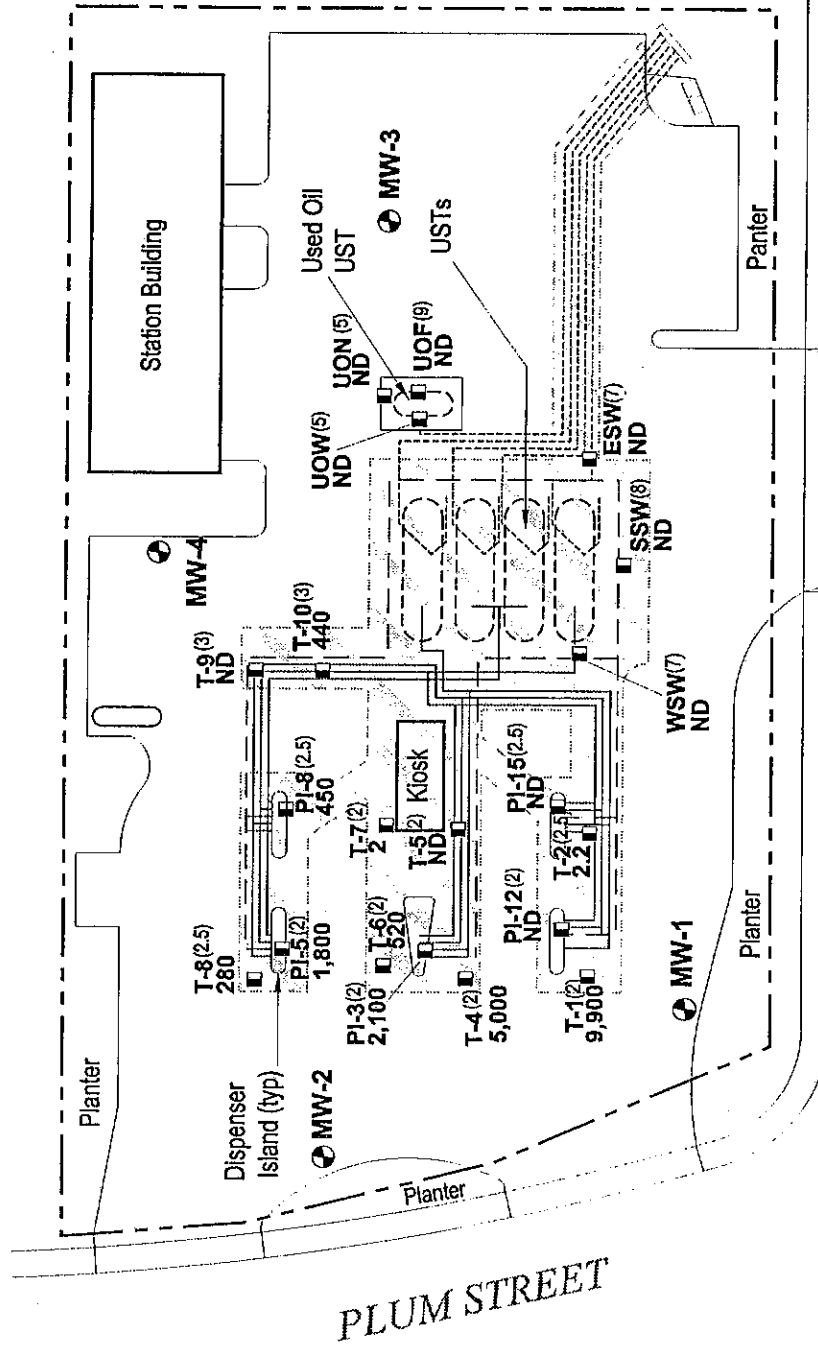 Station Building
MW-3
Used Oil
UST
USTs
UON (5)
ND
UOF(9)
ND
UOW(5)
ND
ESW(7)
ND
SSW(8)
ND
Panter
MW-4
T-10(3)
440
T-9(3)
ND
WSW(7)
ND
PI-8(2.5)
450
Kiosk
T-7(2)
2
T-5(2)
ND
PI-15(2.5)
ND
T-2(2.5)
2.2
T-8(2.5)
280
PI-5(2)
1,800
T-6(2)
520
PI-3(2)
2,100
T-4(2)
5,000
PI-12(2)
ND
T-1(2)
9,900
MW-1
Planter
Planter
Dispenser
Island (typ)
MW-2
Planter
PLUM STREET